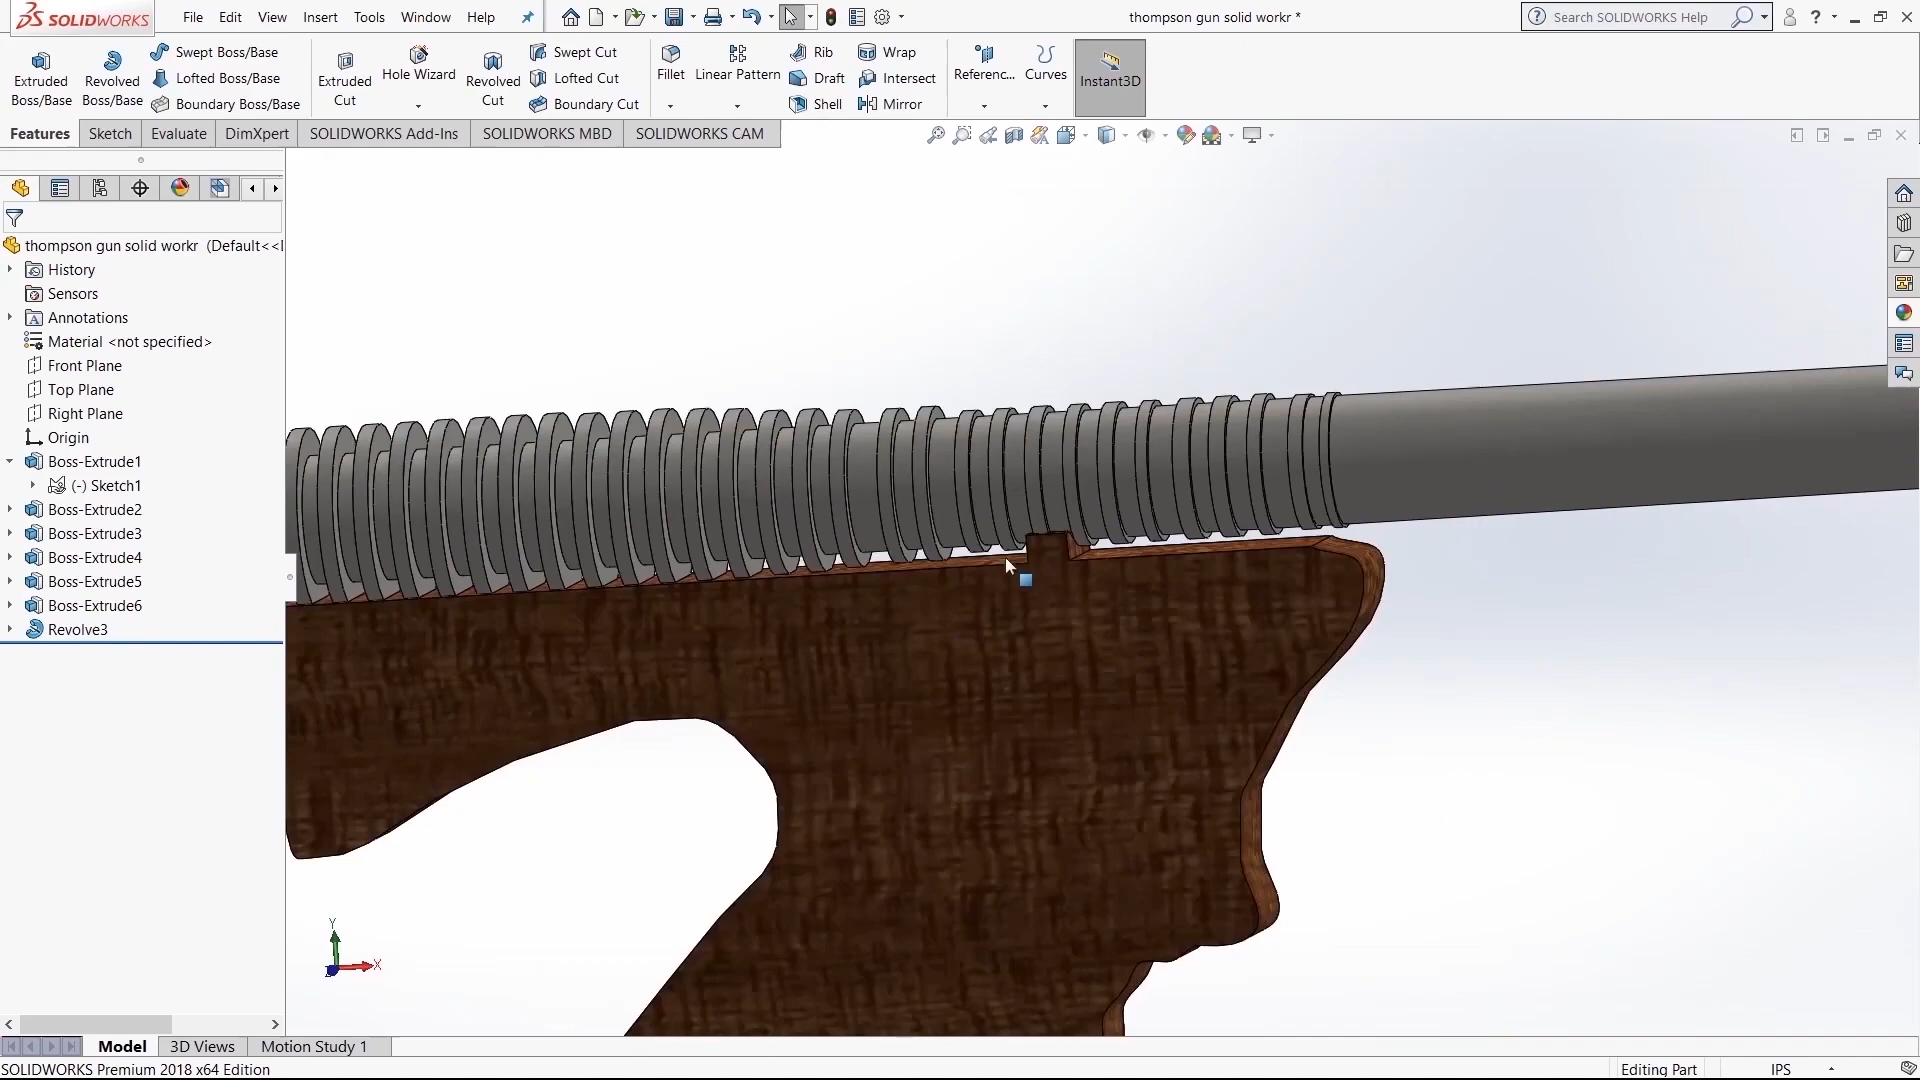 SOLIDWORKS
File Edit View Insert Tools Window Help
thompson gun solid workr *
Search SOLIDWORKS Help
Extruded Boss/Base
Revolved Boss/Base
Swept Boss/Base
Lofted Boss/Base
Boundary Boss/Base
Extruded Cut
Hole Wizard
Revolved Cut
Swept Cut
Lofted Cut
Boundary Cut
Fillet
Linear Pattern
Rib
Draft
Shell
Wrap
Intersect
Mirror
Referenc...
Curves
Instant3D
Features Sketch Evaluate DimXpert SOLIDWORKS Add-Ins SOLIDWORKS MBD SOLIDWORKS CAM
thompson gun solid workr (Default<<
History
Sensors
Annotations
Material <not specified>
Front Plane
Top Plane
Right Plane
Origin
Boss-Extrude1
(-) Sketch1
Boss-Extrude2
Boss-Extrude3
Boss-Extrude4
Boss-Extrude5
Boss-Extrude6
Revolve3
Y
X
Z
Model 3D Views Motion Study 1
SOLIDWORKS Premium 2018 x64 Edition
Editing Part
IPS